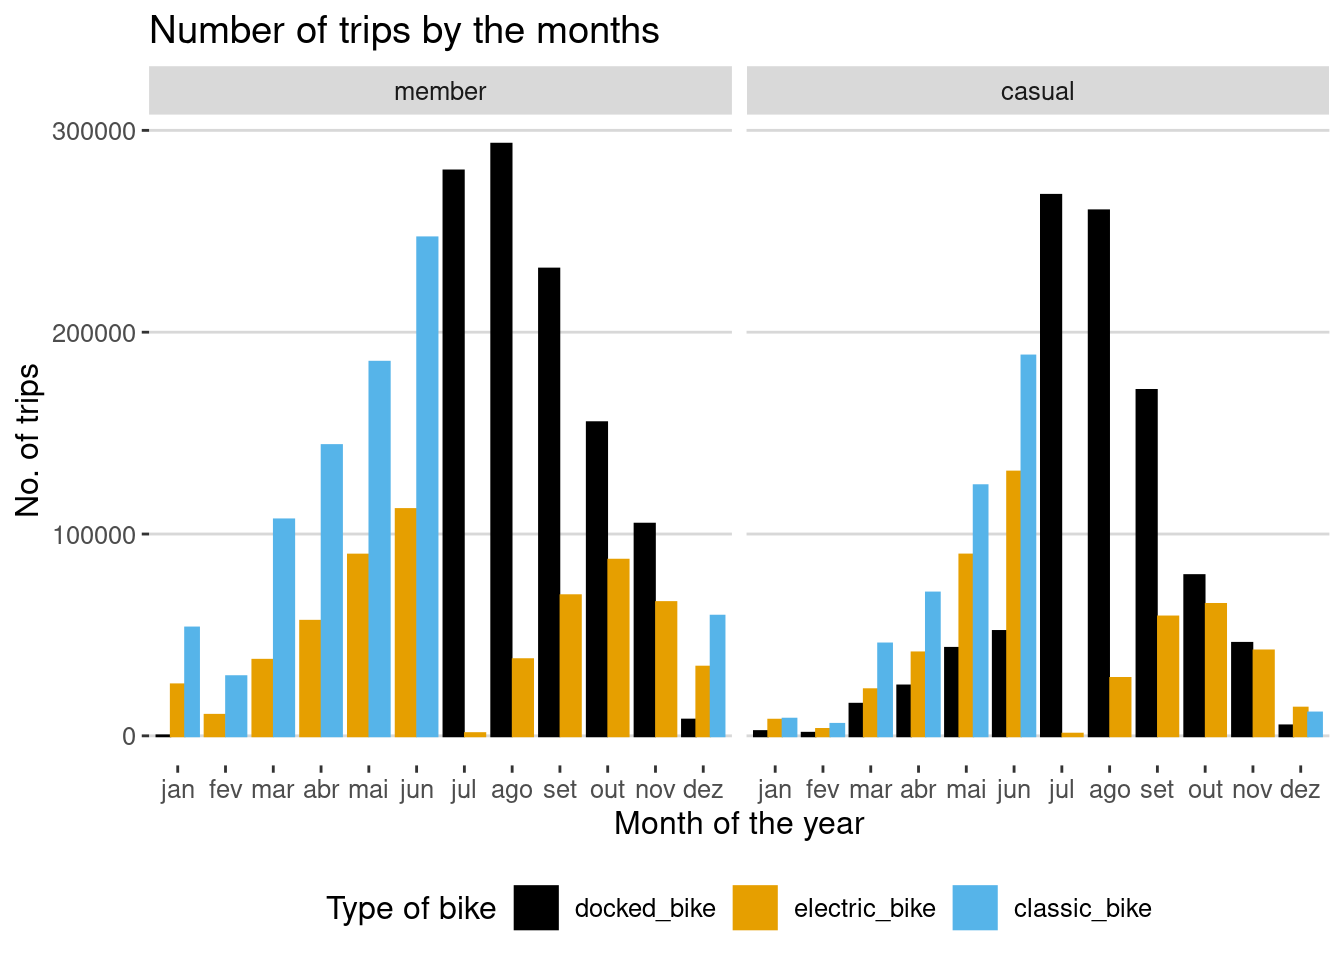 Number of trips by the months
member
casual
300000
200000
100000
0
No. of trips
jan fev mar abr mai jun jul ago set out nov dez
jan fev mar abr mai jun jul ago set out nov dez
Month of the year
Type of bike docked_bike electric_bike classic_bike